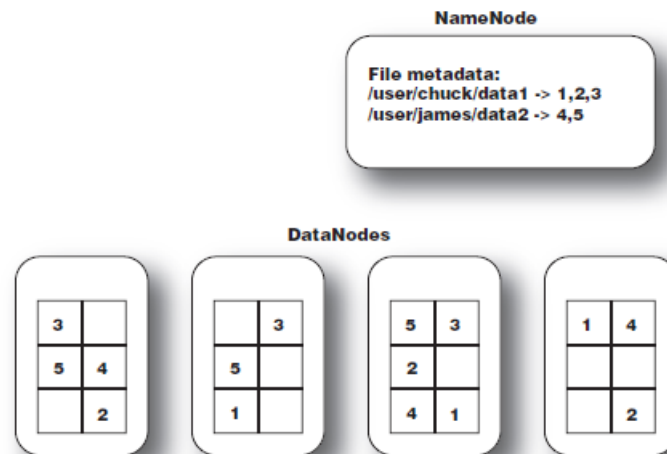 NameNode
File metadata:
/user/chuck/data1 -> 1,2,3
/user/james/data2 -> 4,5
DataNodes
3
5 4
2
3
5
1
5 3
2
4 1
1 4
2